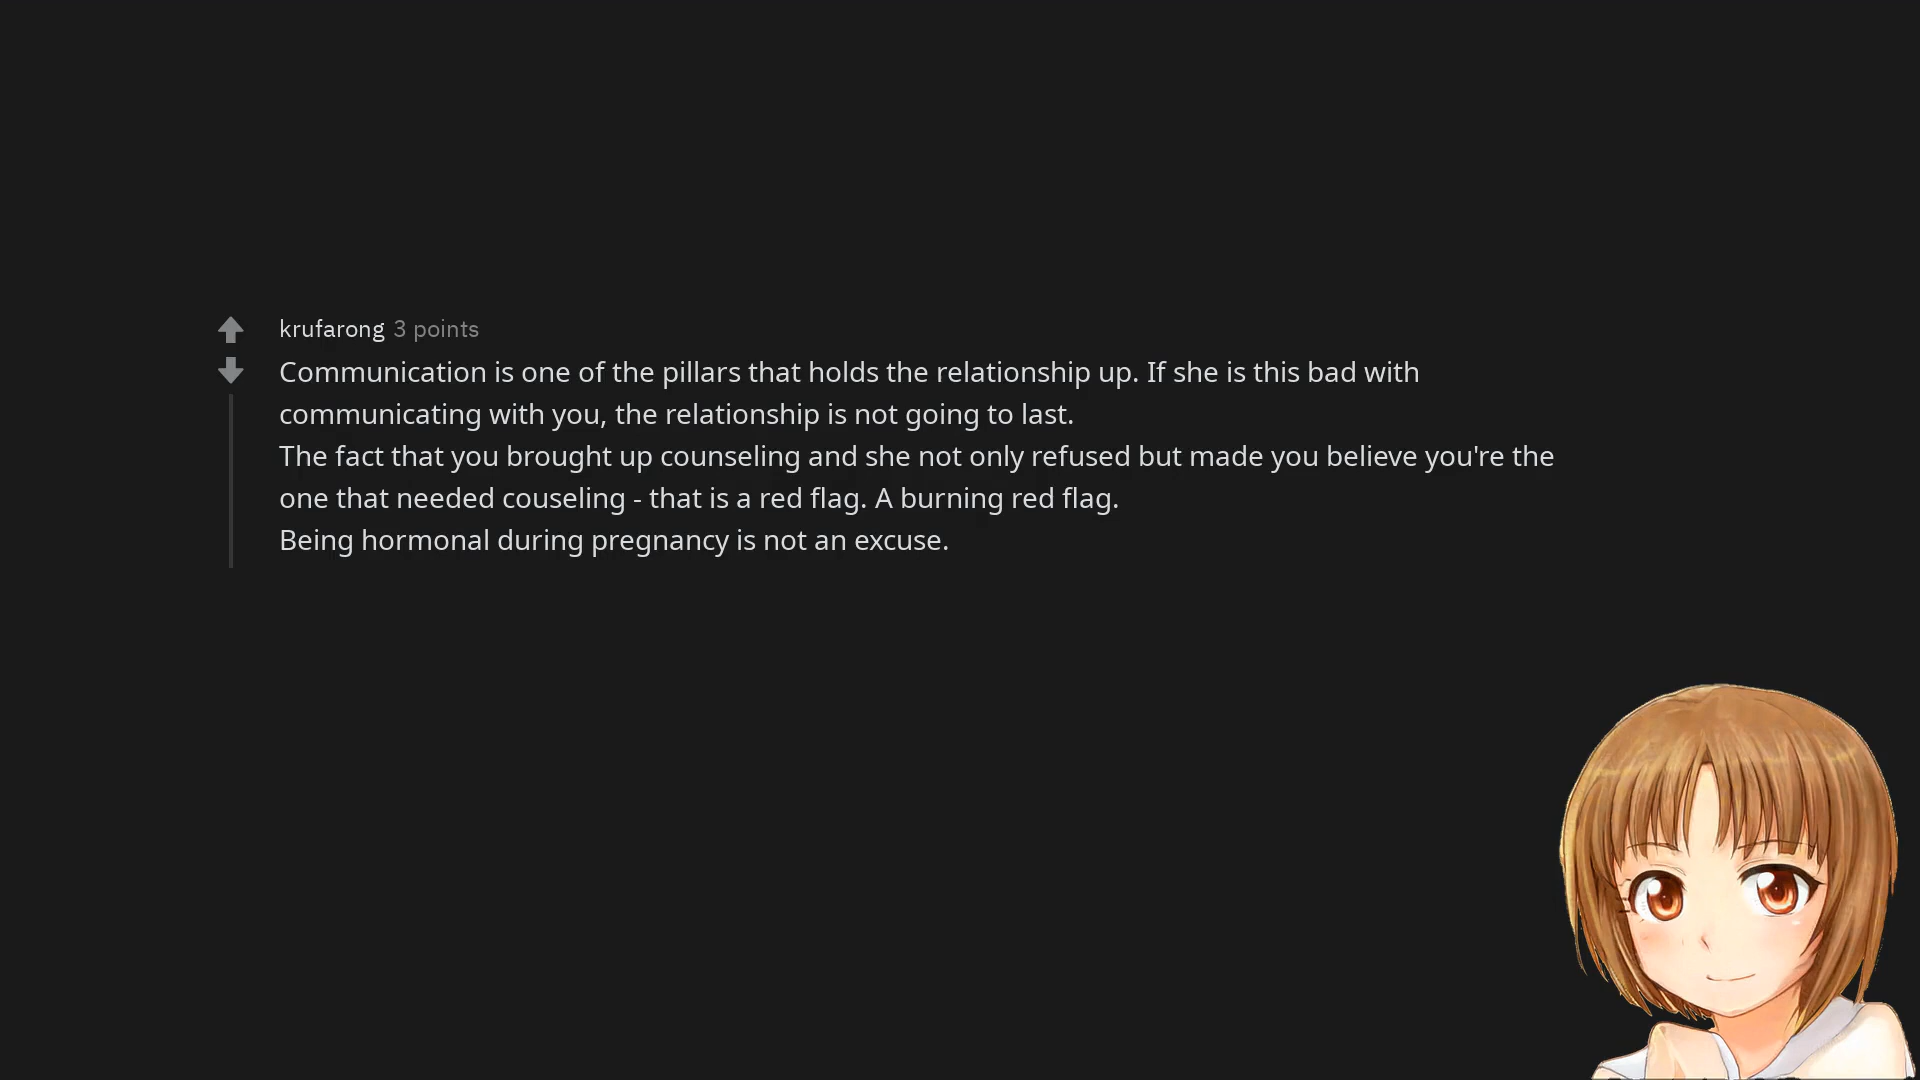 krufarong 3 points
Communication is one of the pillars that holds the relationship up. If she is this bad with
communicating with you, the relationship is not going to last.
The fact that you brought up counseling and she not only refused but made you believe you're the
one that needed couseling - that is a red flag. A burning red flag.
Being hormonal during pregnancy is not an excuse.